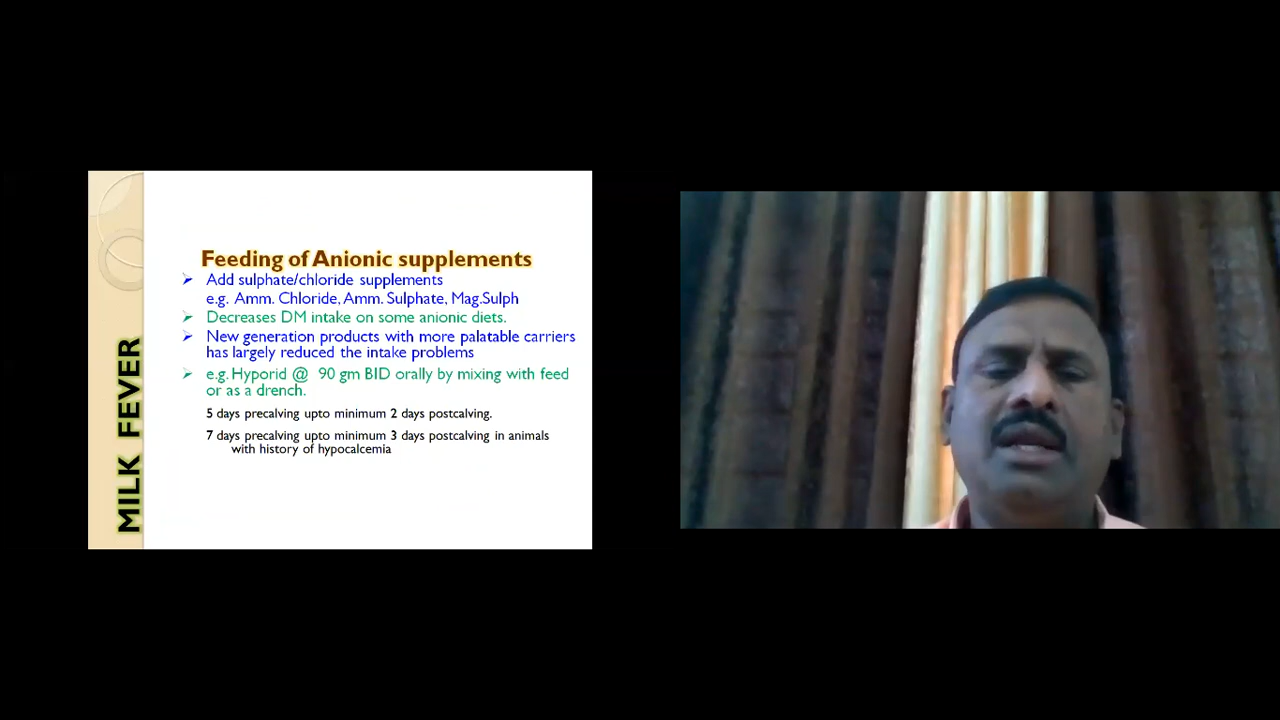 MILK FEVER
Feeding of Anionic supplements
Add sulphate/chloride supplements
e.g. Amm. Chloride, Amm. Sulphate, Mag.Sulph
Decreases DM intake on some anionic diets.
New generation products with more palatable carriers
has largely reduced the intake problems
e.g. Hyporid @ 90 gm BID orally by mixing with feed
or as a drench.
5 days precalving upto minimum 2 days postcalving.
7 days precalving upto minimum 3 days postcalving in animals
with history of hypocalcemia